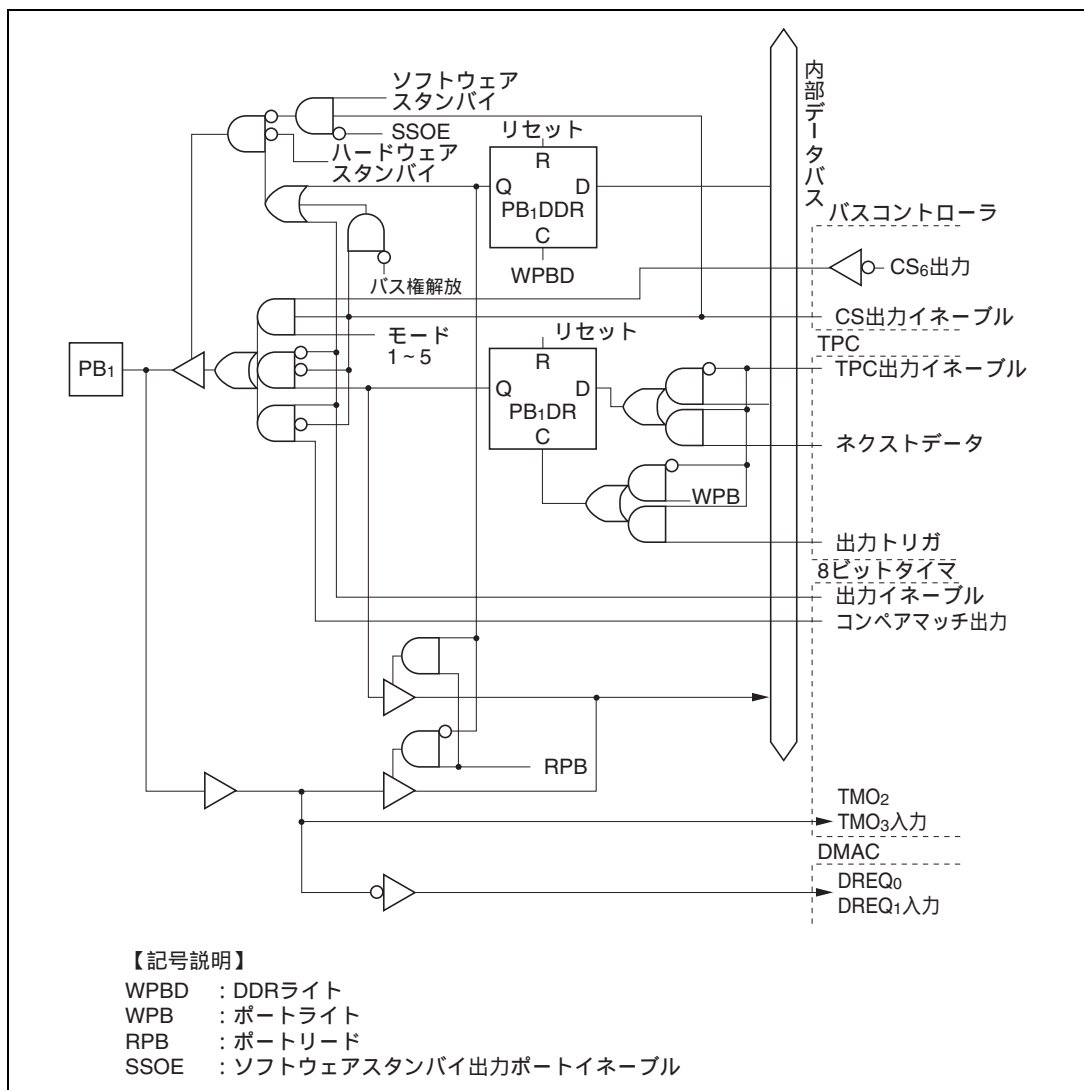 ソフトウェア
スタンバイ
SSOE
ハードウェア
スタンバイ
リセット
R
Q
D
PB1DDR
C
WPBD
内部データバス
バスコントローラ
CS6出力
バス権解放
CS出力イネーブル
モード
1~5
リセット
TPC
PB1
R
Q
D
PB1DR
C
TPC出力イネーブル
ネクストデータ
WPB
出力トリガ
8ビットタイマ
出力イネーブル
コンペアマッチ出力
RPB
TMO2
TMO3入力
DMAC
DREQ0
DREQ1入力
【記号説明】
WPBD :DDRライト
WPB :ポートライト
RPB :ポートリード
SSOE :ソフトウェアスタンバイ出力ポートイネーブル